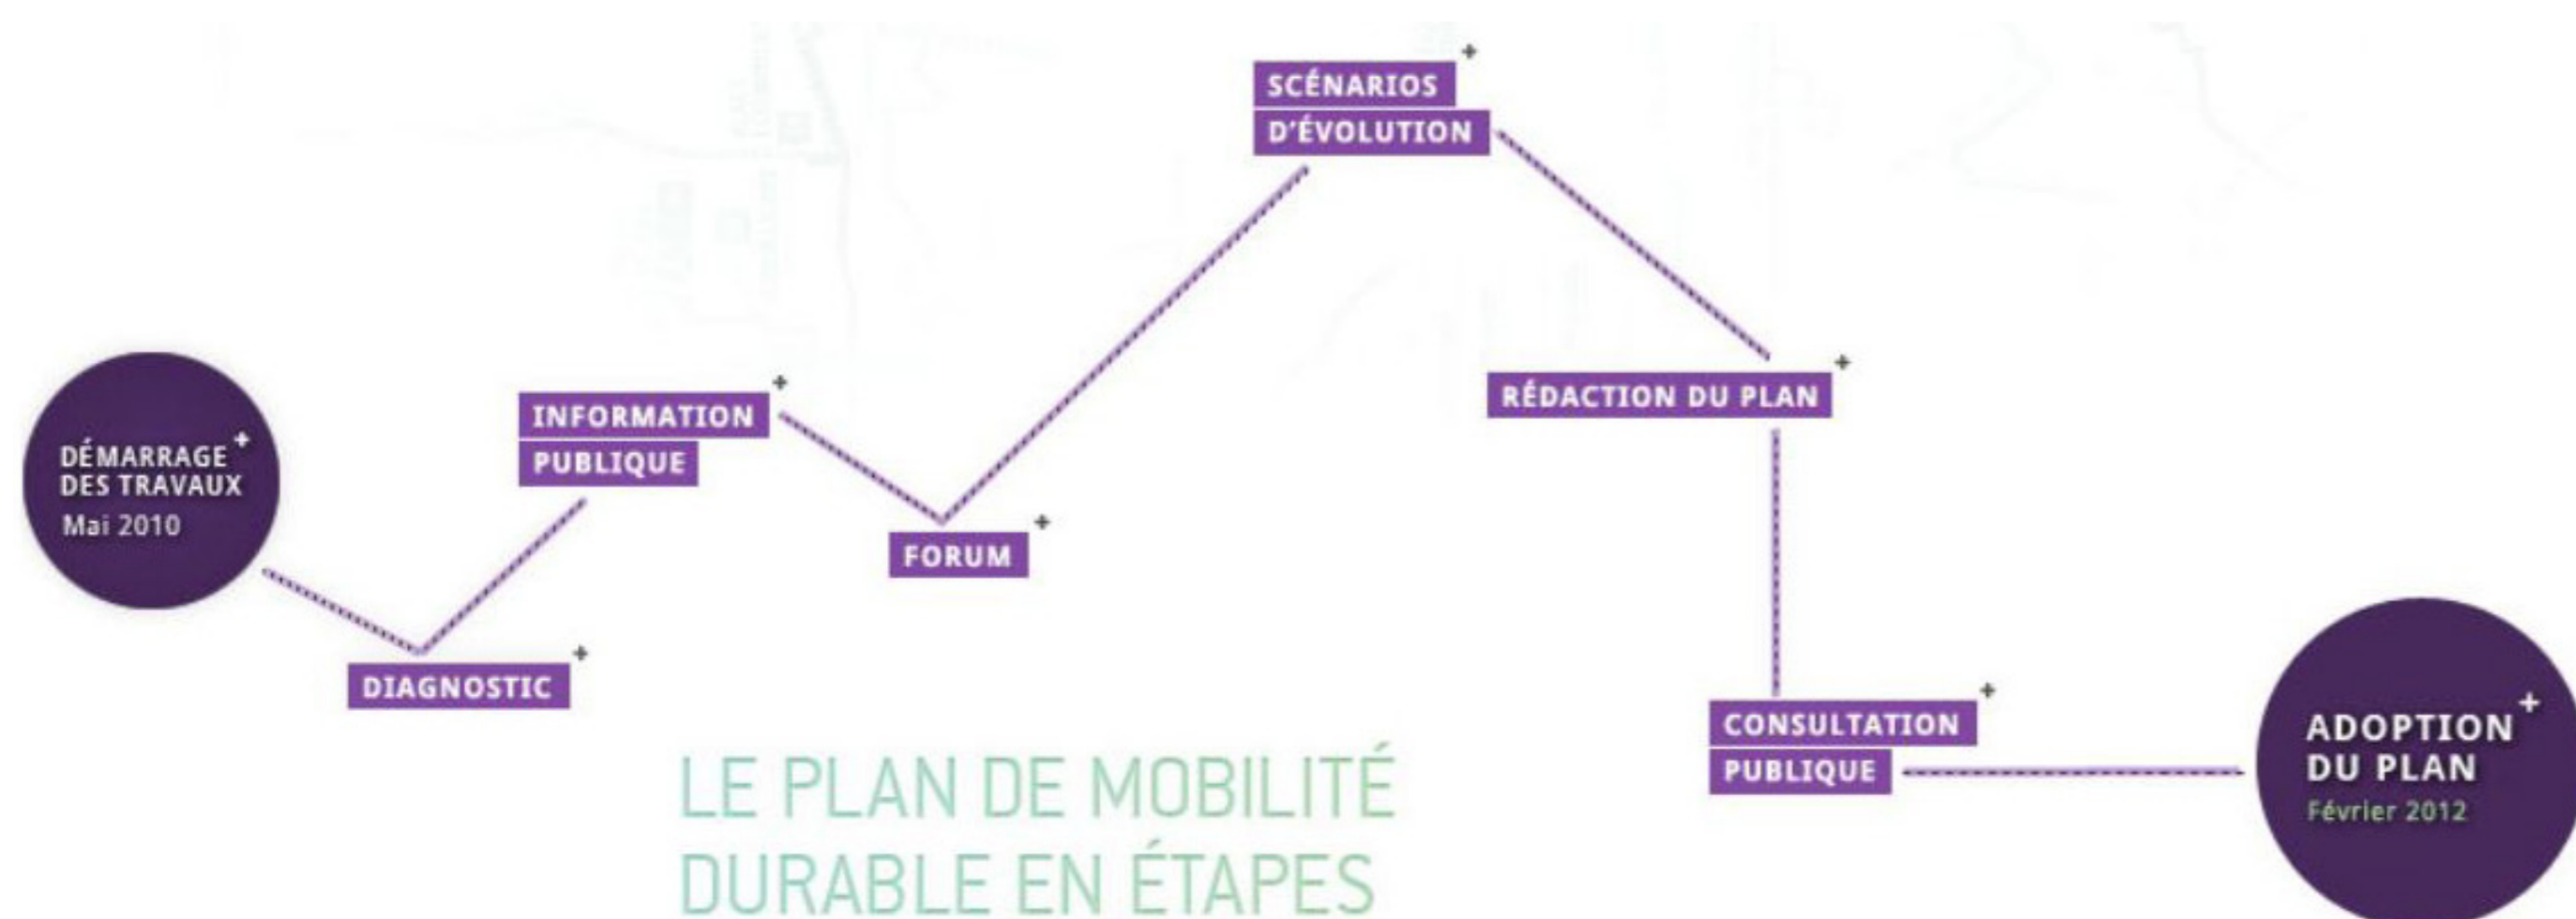 DÉMARRAGE
DES TRAVAUX
Mai 2010
DIAGNOSTIC
INFORMATION
PUBLIQUE
FORUM
SCÉNARIOS
D'ÉVOLUTION
RÉDACTION DU PLAN
CONSULTATION
PUBLIQUE
ADOPTION
DU PLAN
Février 2012
LE PLAN DE MOBILITÉ
DURABLE EN ÉTAPES